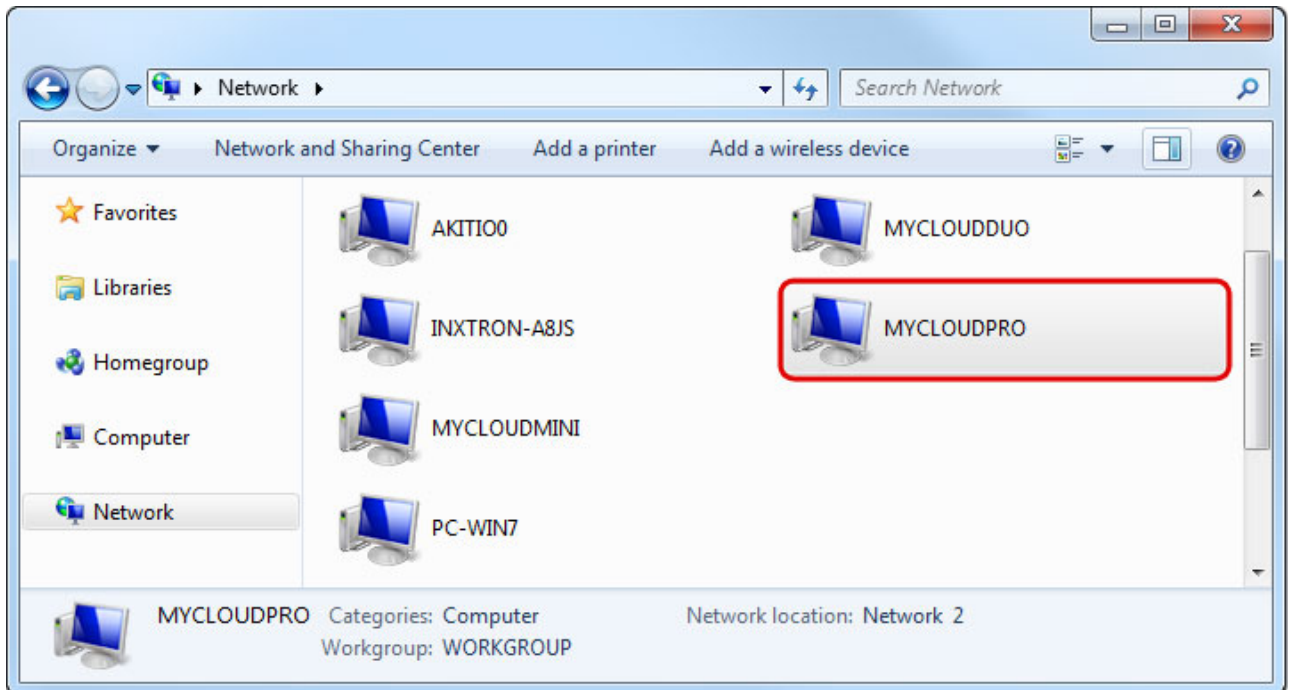 Network
Search Network
Organize Network and Sharing Center Add a printer Add a wireless device
Favorites
Libraries
Homegroup
Computer
Network
AKITIO0 MYCLOUDDUO
INXTRON-A8JS MYCLOUDPRO
MYCLOUDMINI
PC-WIN7
MYCLOUDPRO Categories: Computer Network location: Network 2
Workgroup: WORKGROUP